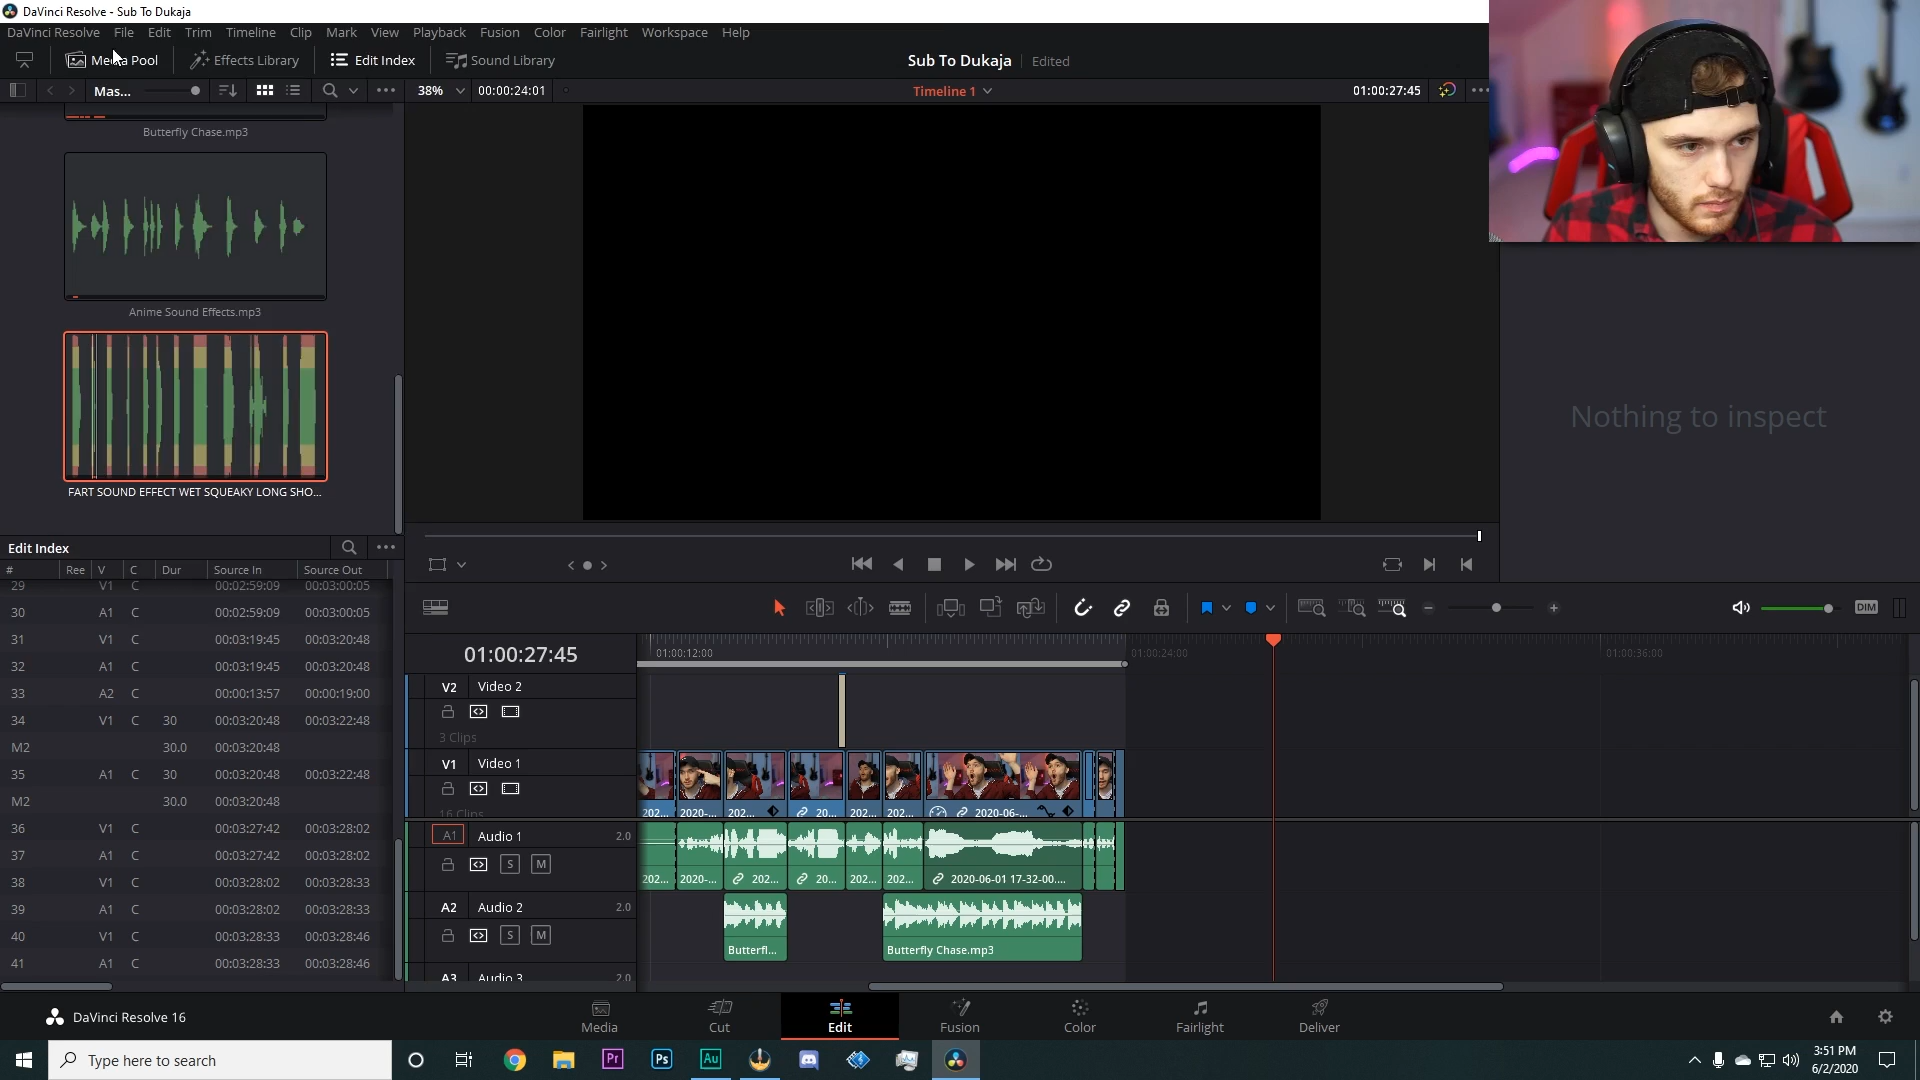 DaVinci Resolve - Sub To Dukaja
DaVinci Resolve File Edit Trim Timeline Clip Mark View Playback Fusion Color Fairlight Workspace Help
Media Pool Effects Library Edit Index Sound Library Sub To Dukaja Edited
Mas... 38% 00:00:24:01 Timeline 1 01:00:27:45
Butterfly Chase.mp3
Anime Sound Effects.mp3
FART SOUND EFFECT WET SQUEAKY LONG SHO...
Nothing to inspect
Edit Index
# Ree V C Dur Source In Source Out
29 V1 C 00:02:59:09 00:03:00:05
30 A1 C 00:02:59:09 00:03:00:05
31 V1 C 00:03:19:45 00:03:20:48
32 A1 C 00:03:19:45 00:03:20:48
33 A2 C 00:00:13:57 00:00:19:00
34 V1 C 30 00:03:20:48 00:03:22:48
M2 30.0 00:03:20:48
35 A1 C 30 00:03:20:48 00:03:22:48
M2 30.0 00:03:20:48
36 V1 C 00:03:27:42 00:03:28:02
37 A1 C 00:03:27:42 00:03:28:02
38 V1 C 00:03:28:02 00:03:28:33
39 A1 C 00:03:28:02 00:03:28:33
40 V1 C 00:03:28:33 00:03:28:46
41 A1 C 00:03:28:33 00:03:28:46
DIM
01:00:27:45 01:00:12:00 01:00:24:00 01:00:36:00
V2 Video 2
3 Clips
V1 Video 1
16 Clips 202... 2020-... 202... 20... 202... 202... 2020-06-...
A1 Audio 1 2.0
S M
202... 2020-... 202... 20... 202... 202... 2020-06-01 17-32-00....
A2 Audio 2 2.0
S M
Butterfl... Butterfly Chase.mp3
A3 Audio 3 2.0
DaVinci Resolve 16 Media Cut Edit Fusion Color Fairlight Deliver
Type here to search Pr Ps Au
3:51 PM
6/2/2020